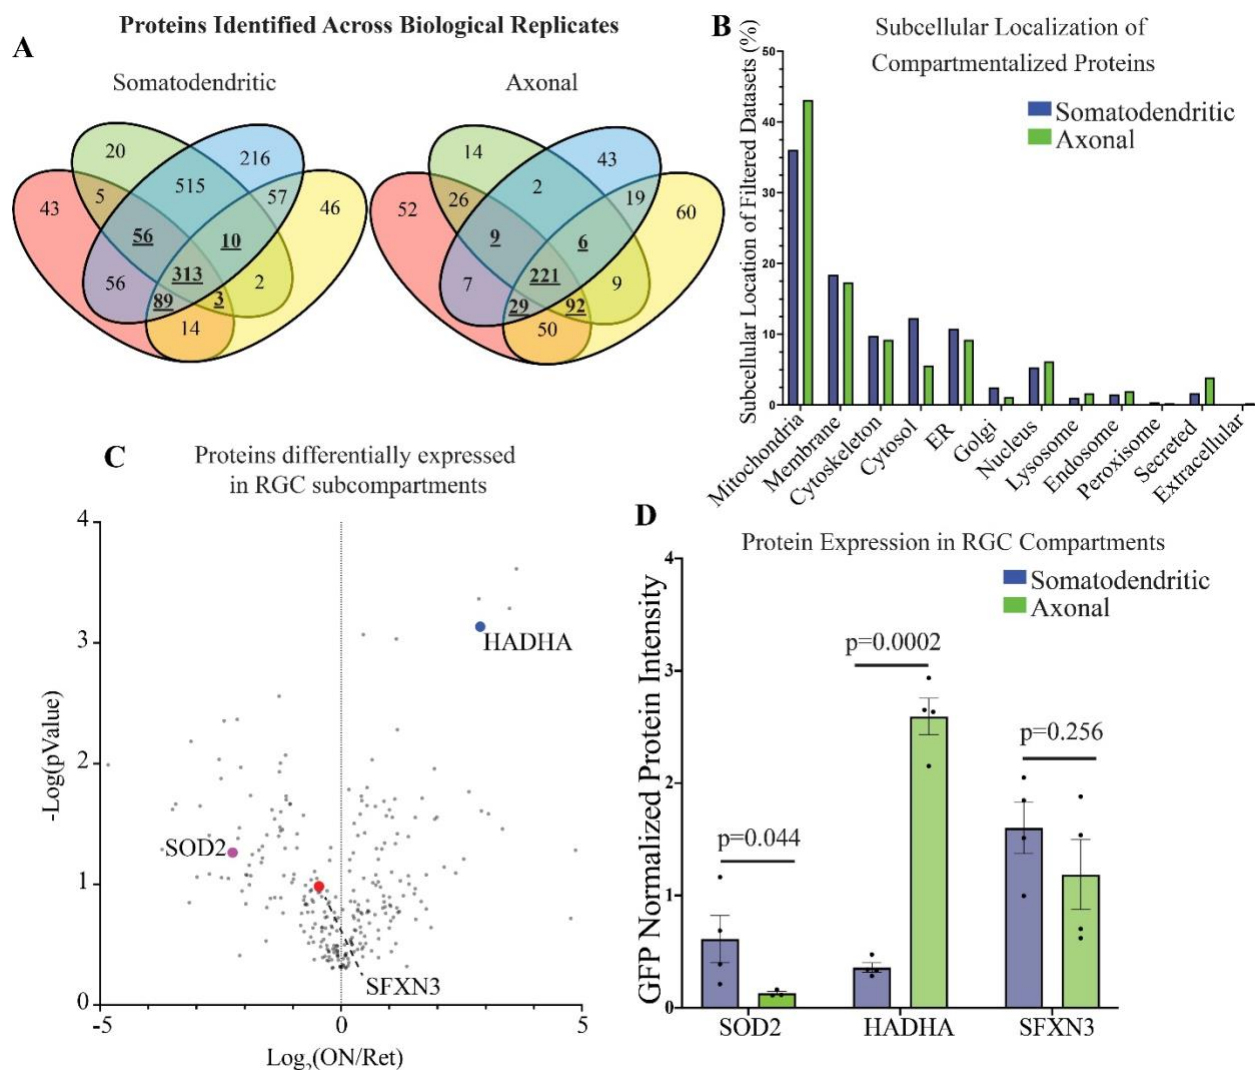 Proteins Identified Across Biological Replicates
A
Somatodendritic
Axonal
20
216
515
57
46
43
5
56
10
313
56
89
3
2
14
14
43
2
19
60
52
26
9
6
221
7
29
92
9
50
B
Subcellular Localization of
Compartmentalized Proteins
Somatodendritic
Axonal
Subcellular Location of Filtered Datasets (%)
50
40
30
20
10
0
Mitochondria
Membrane
Cytoskeleton
Cytosol
ER
Golgi
Nucleus
Lysosome
Endosome
Peroxisome
Secreted
Extracellular
C
Proteins differentially expressed
in RGC subcompartments
-Log(pValue)
4
3
2
1
0
HADHA
SOD2
SFXN3
-5
0
5
Log2(ON/Ret)
D
Protein Expression in RGC Compartments
Somatodendritic
Axonal
GFP Normalized Protein Intensity
4
3
2
1
0
p=0.044
p=0.0002
p=0.256
SOD2
HADHA
SFXN3